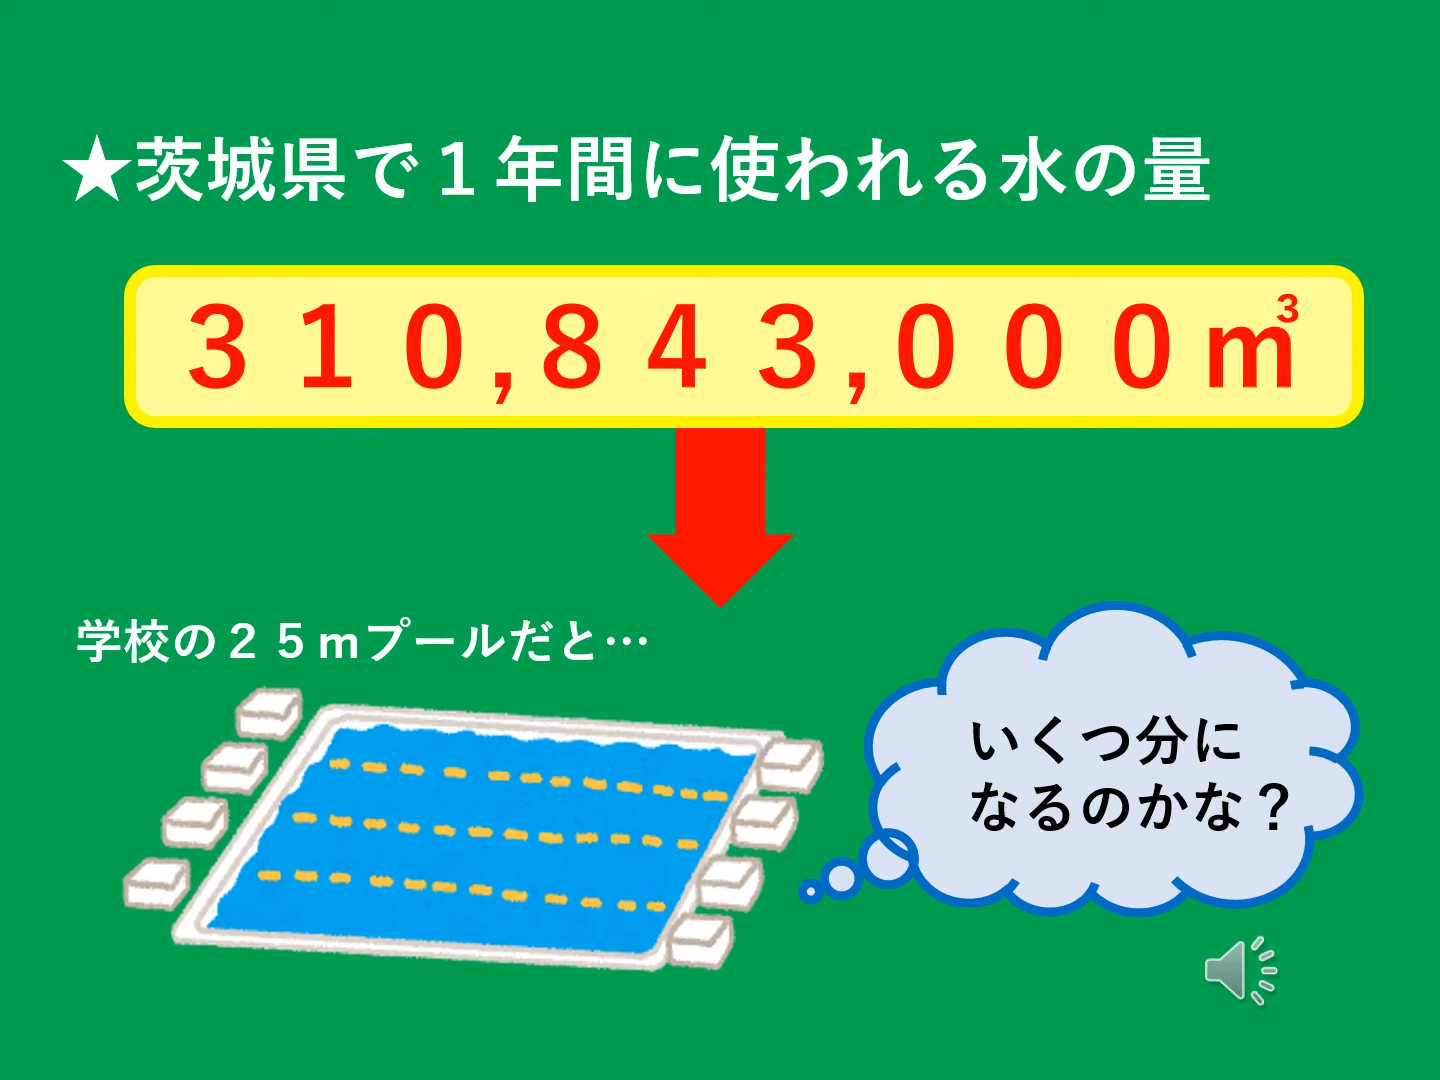 ★茨城県で１年間に使われる水の量
３１０,８４３,０００ｍ³
学校の２５ｍプールだと…
いくつ分に
なるのかな？